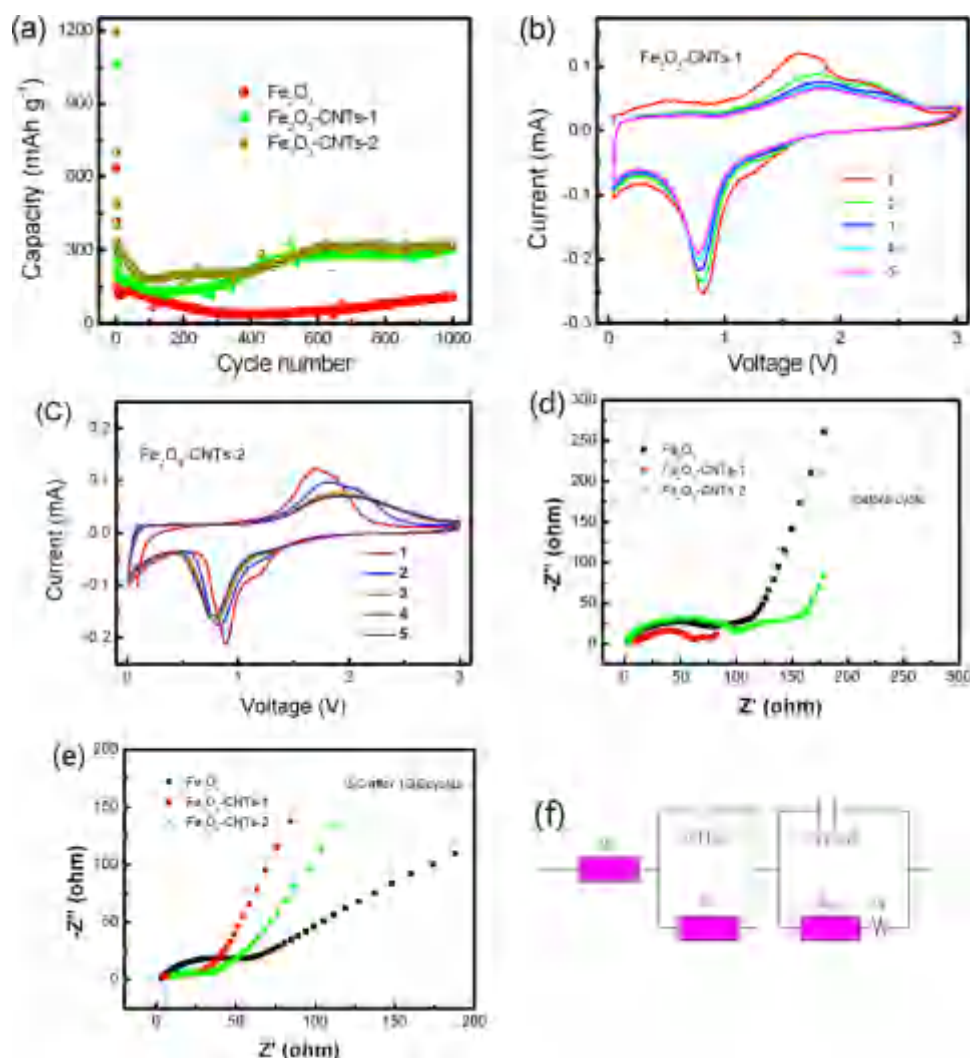 (a)
1200
900
600
300
0
Capacity (mAh g⁻¹)
Fe₂O₃
Fe₂O₃-CNTs-1
Fe₂O₃-CNTs-2
0 200 400 600 800 1000
Cycle number
(b)
Fe₂O₃-CNTs-1
0.1
0.0
-0.1
-0.2
-0.3
Current (mA)
1
2
5
0 1 2 3
Voltage (V)
(C)
Fe₂O₃-CNTs-2
0.2
0.1
0.0
-0.1
-0.2
Current (mA)
1
2
3
4
5
0 1 2 3
Voltage (V)
(d)
300
250
200
150
100
50
0
-Z" (ohm)
Fe₂O₃
Fe₂O₃-CNTs-1
Fe₂O₃-CNTs-2
cycle
0 50 100 150 200 250 300
Z' (ohm)
(e)
200
150
100
50
0
-Z" (ohm)
Fe₂O₃
Fe₂O₃-CNTs-1
Fe₂O₃-CNTs-2
0 50 100 150 200
Z' (ohm)
(f)